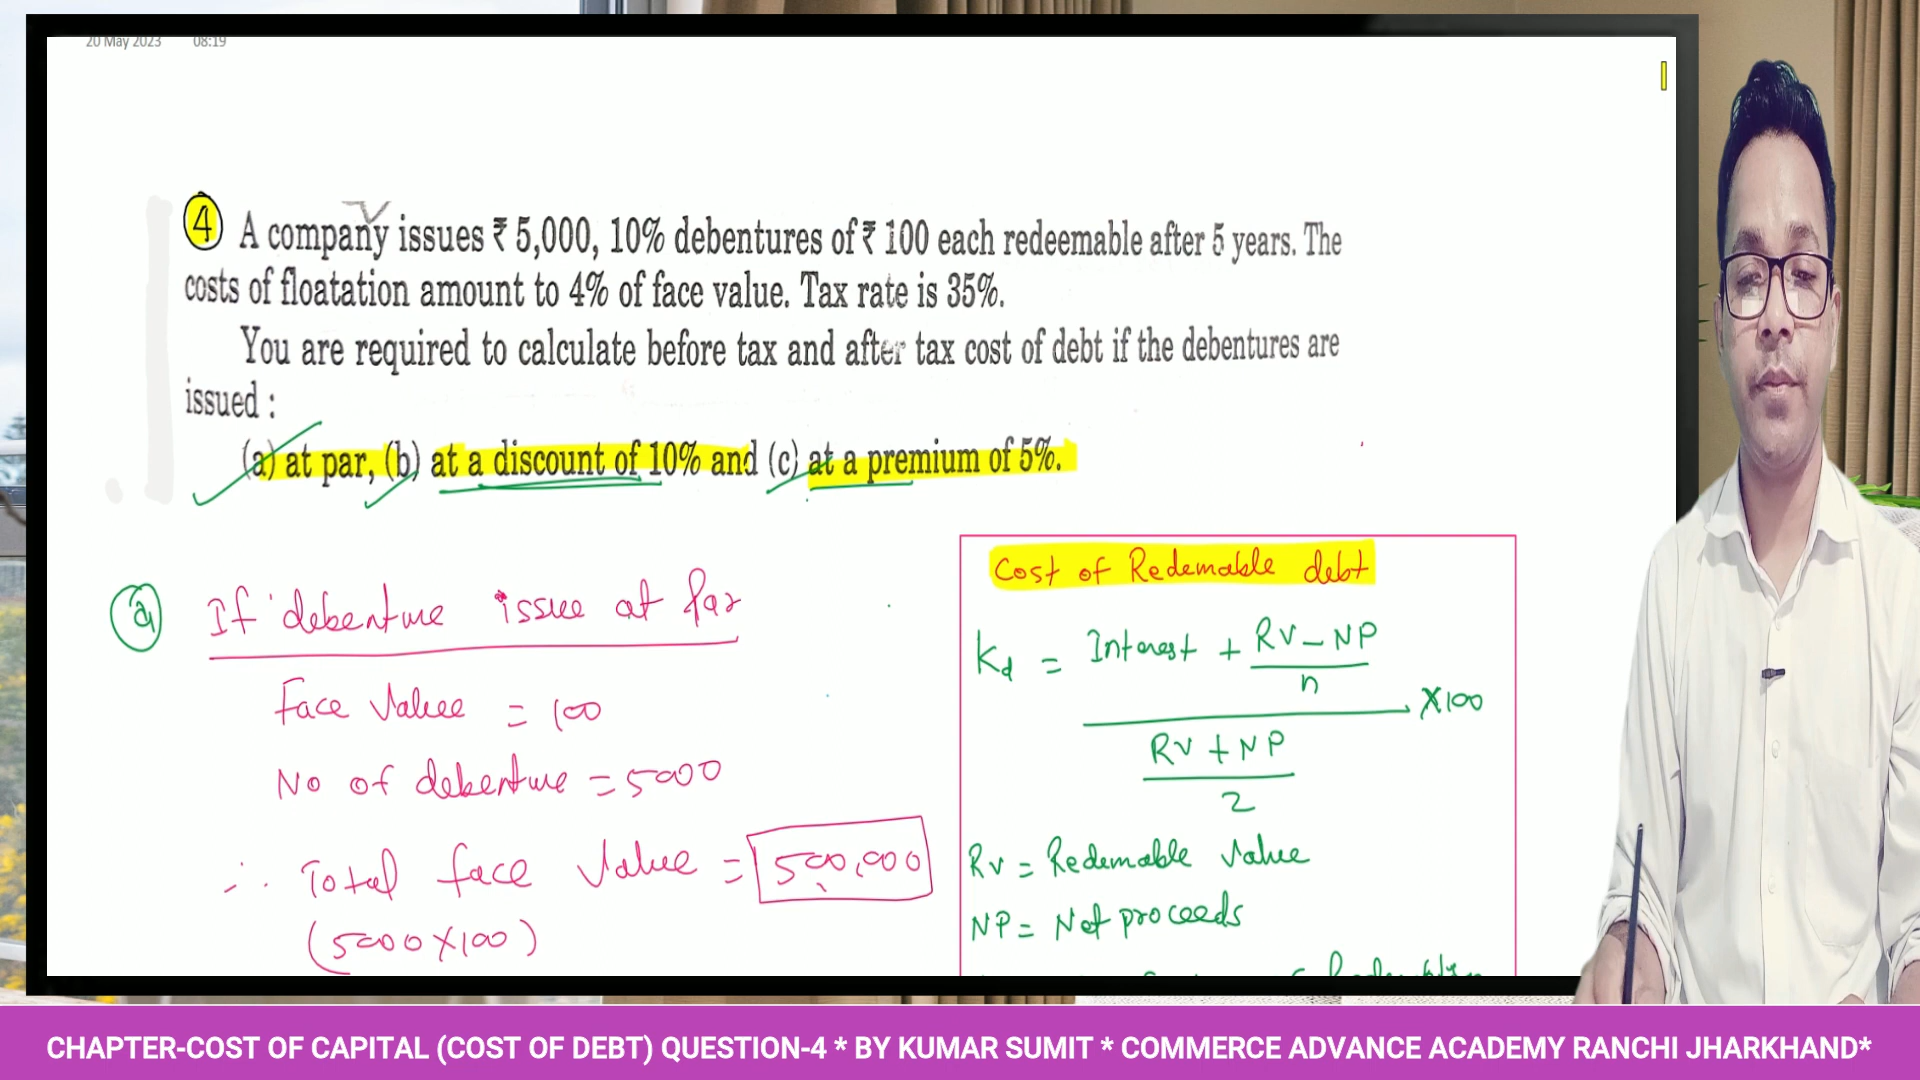 20 May 2023 08:19
4 A company issues ₹ 5,000, 10% debentures of ₹ 100 each redeemable after 5 years. The
costs of floatation amount to 4% of face value. Tax rate is 35%.
You are required to calculate before tax and after tax cost of debt if the debentures are
issued :
(a) at par, (b) at a discount of 10% and (c) at a premium of 5%.
a If debenture issue at par
Face Value = 100
No of debenture = 5000
∴ Total face Value = 500,000
(5000 X 100)
Cost of Redemable debt
Kd = Interest + RV - NP
n
X100
RV + NP
2
RV = Redemable Value
NP = Net proceeds
CHAPTER-COST OF CAPITAL (COST OF DEBT) QUESTION-4 * BY KUMAR SUMIT * COMMERCE ADVANCE ACADEMY RANCHI JHARKHAND*